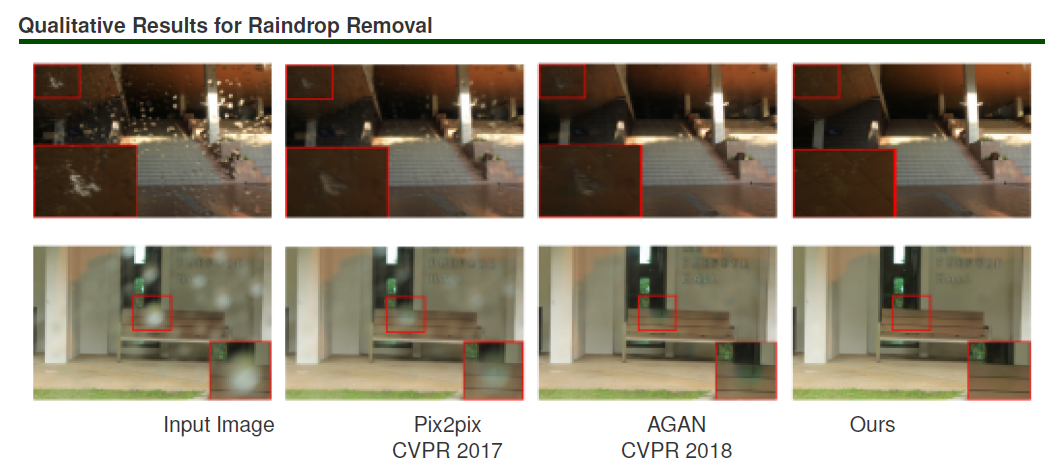 Qualitative Results for Raindrop Removal
Input Image
Pix2pix
CVPR 2017
AGAN
CVPR 2018
Ours